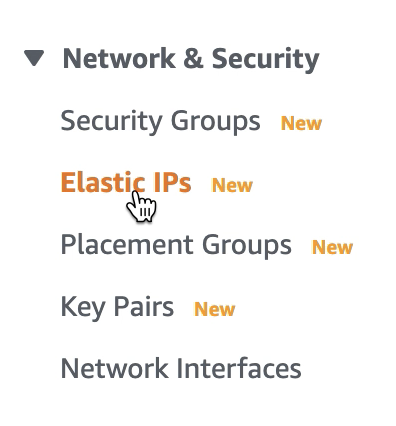 Network & Security
Security Groups New
Elastic IPs New
Placement Groups New
Key Pairs New
Network Interfaces